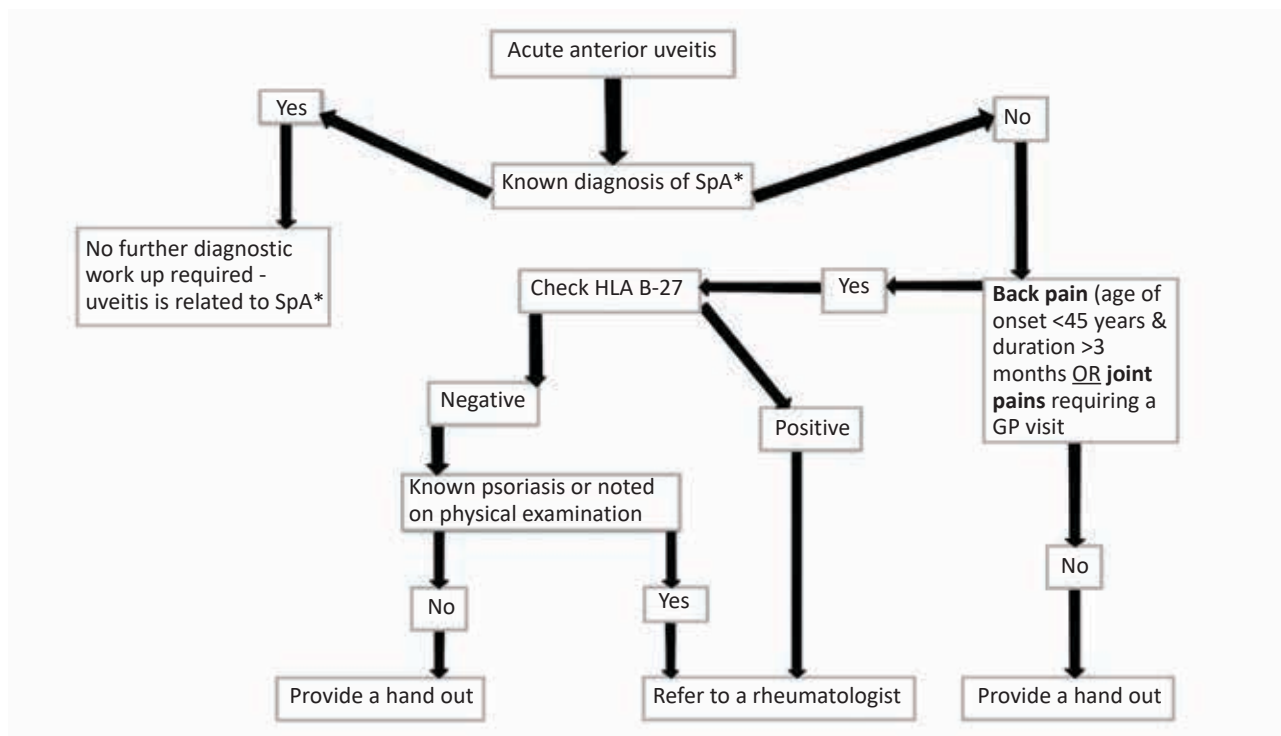 Acute anterior uveitis
Yes
No
Known diagnosis of SpA*
No further diagnostic
work up required -
uveitis is related to SpA*
Check HLA B-27
Yes
Back pain (age of
onset <45 years &
duration >3
months OR joint
pains requiring a
GP visit
Negative
Positive
Known psoriasis or noted
on physical examination
No
No
Yes
Provide a hand out
Refer to a rheumatologist
Provide a hand out